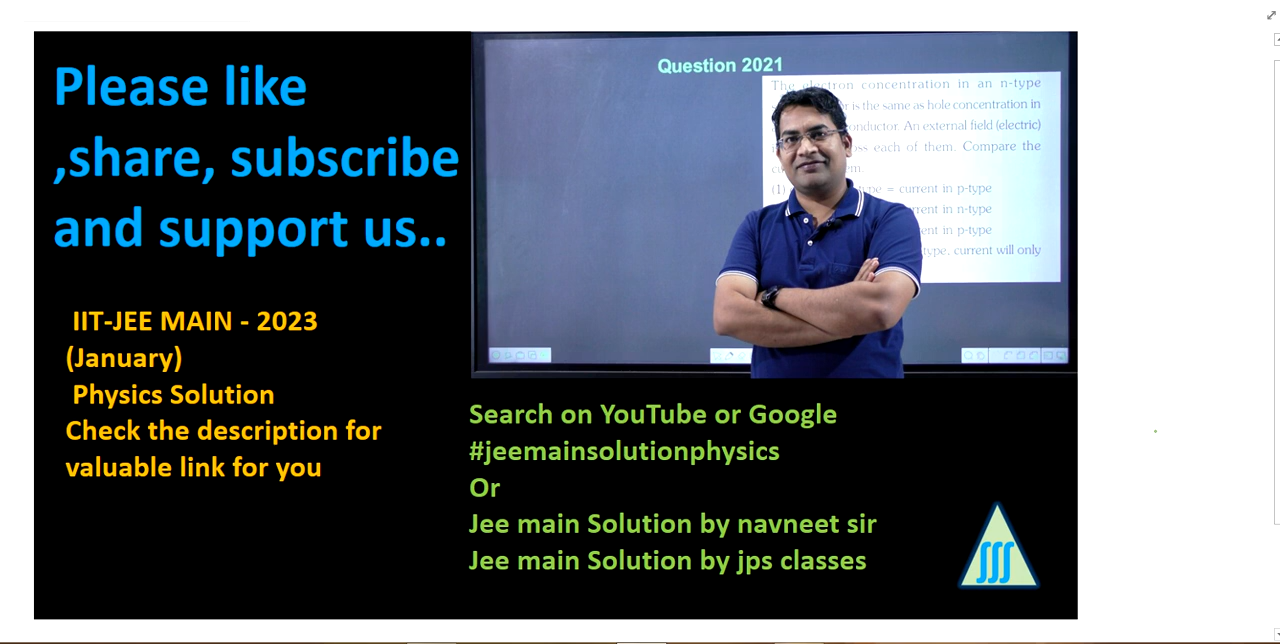 Please like
,share, subscribe
and support us..
IIT-JEE MAIN - 2023
(January)
Physics Solution
Check the description for
valuable link for you
Question 2021
The electron concentration in an n-type
is the same as hole concentration in
An external field (electric)
each of them. Compare the
(1) = current in p-type
current in n-type
p-type
type, current will only
Search on YouTube or Google
#jeemainsolutionphysics
Or
Jee main Solution by navneet sir
Jee main Solution by jps classes
∫∫∫